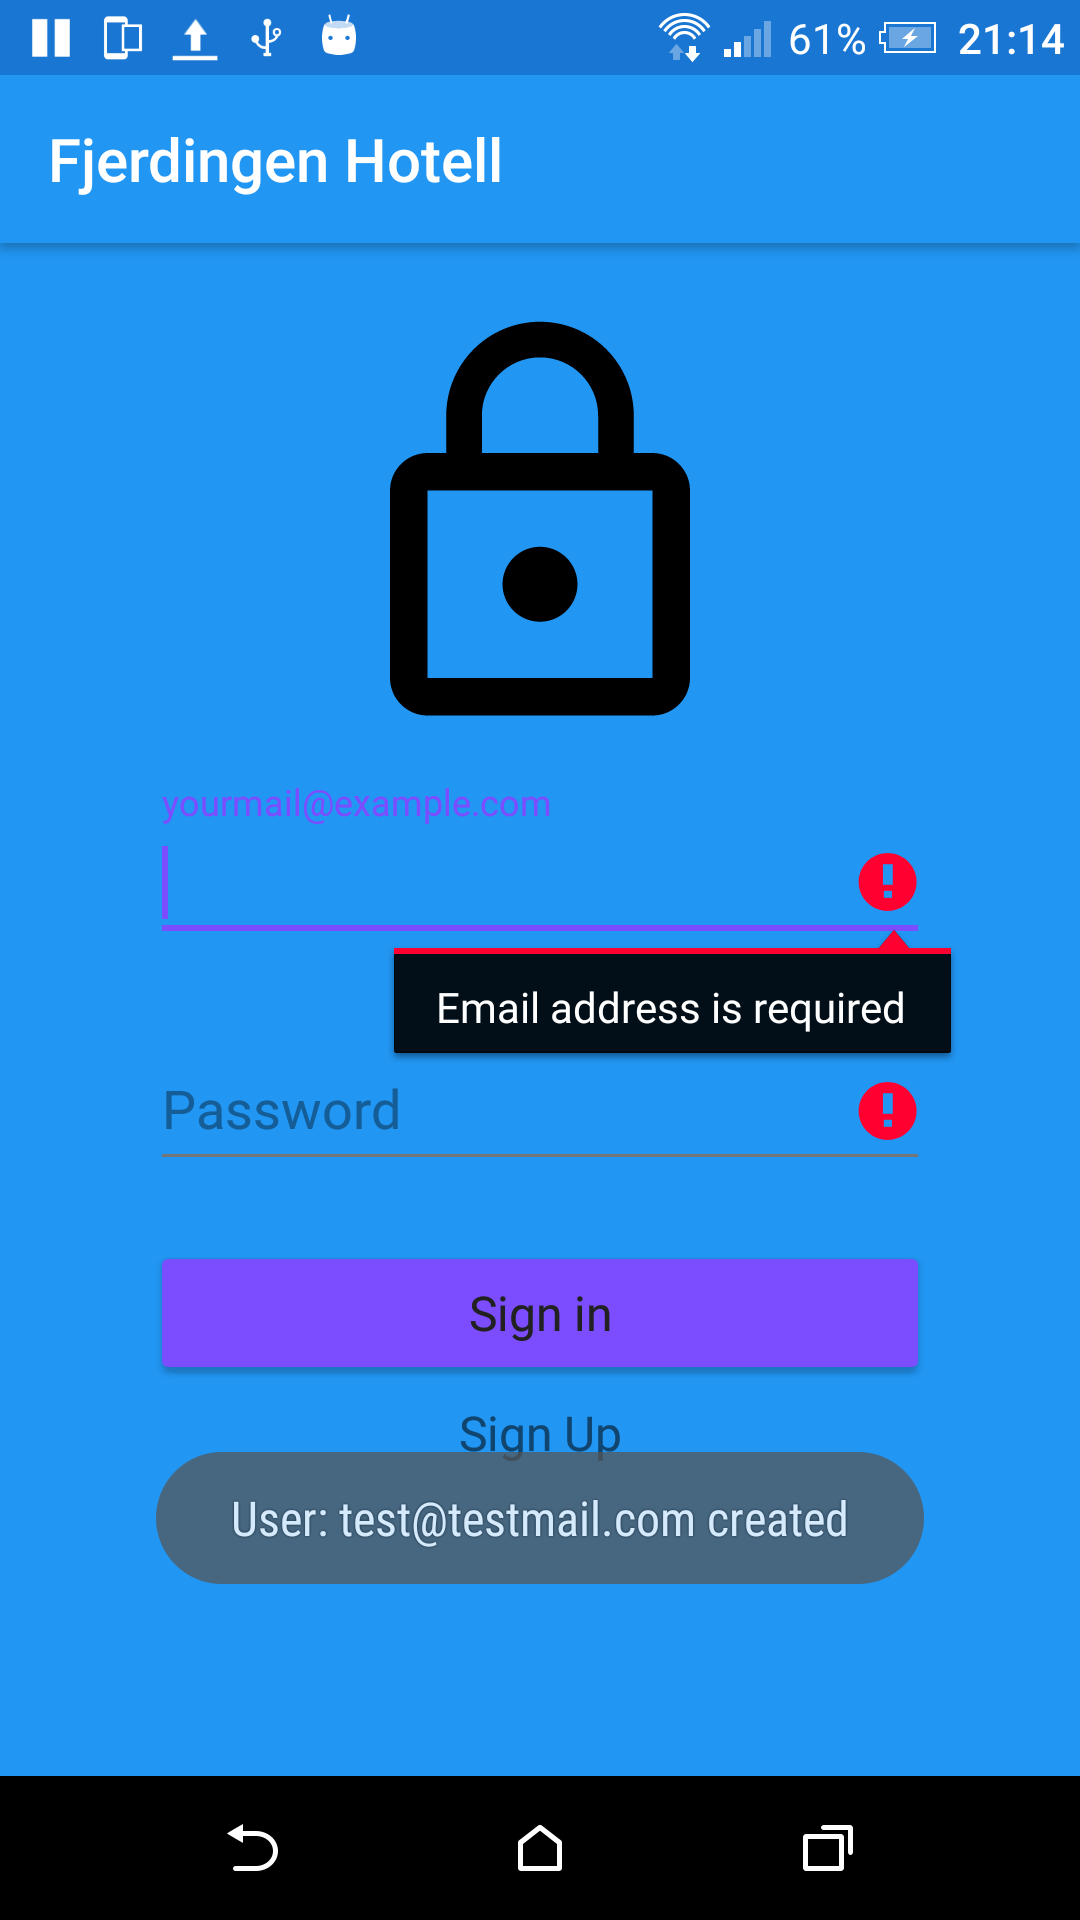 61% 21:14
Fjerdingen Hotell
yourmail@example.com
Email address is required
Password
Sign in
Sign Up
User: test@testmail.com created